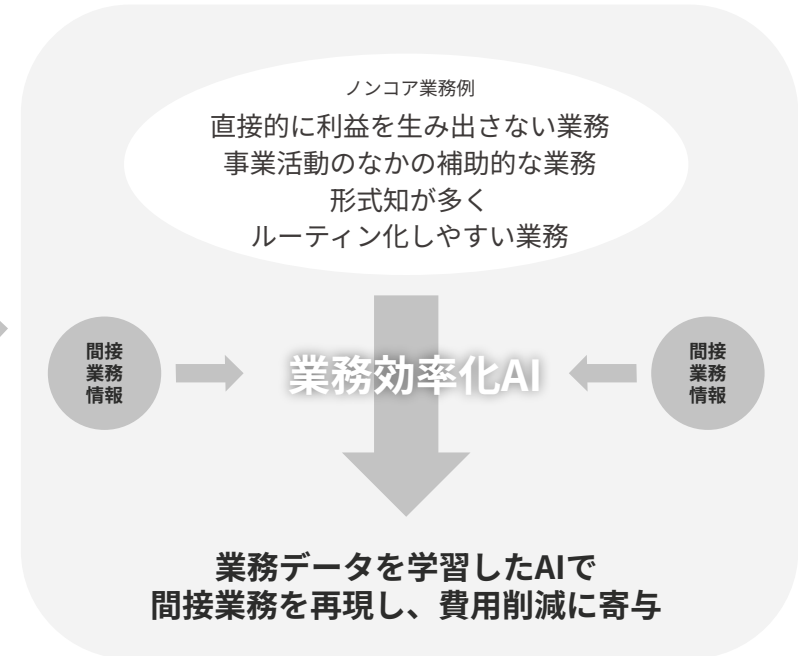 ノンコア業務例
直接的に利益を生み出さない業務
事業活動のなかの補助的な業務
形式知が多く
ルーティン化しやすい業務
間接
業務
情報
業務効率化AI
間接
業務
情報
業務データを学習したAIで
間接業務を再現し、費用削減に寄与